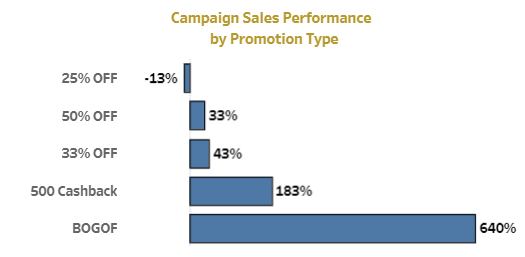 Campaign Sales Performance
by Promotion Type
25% OFF -13%
50% OFF 33%
33% OFF 43%
500 Cashback 183%
BOGOF 640%